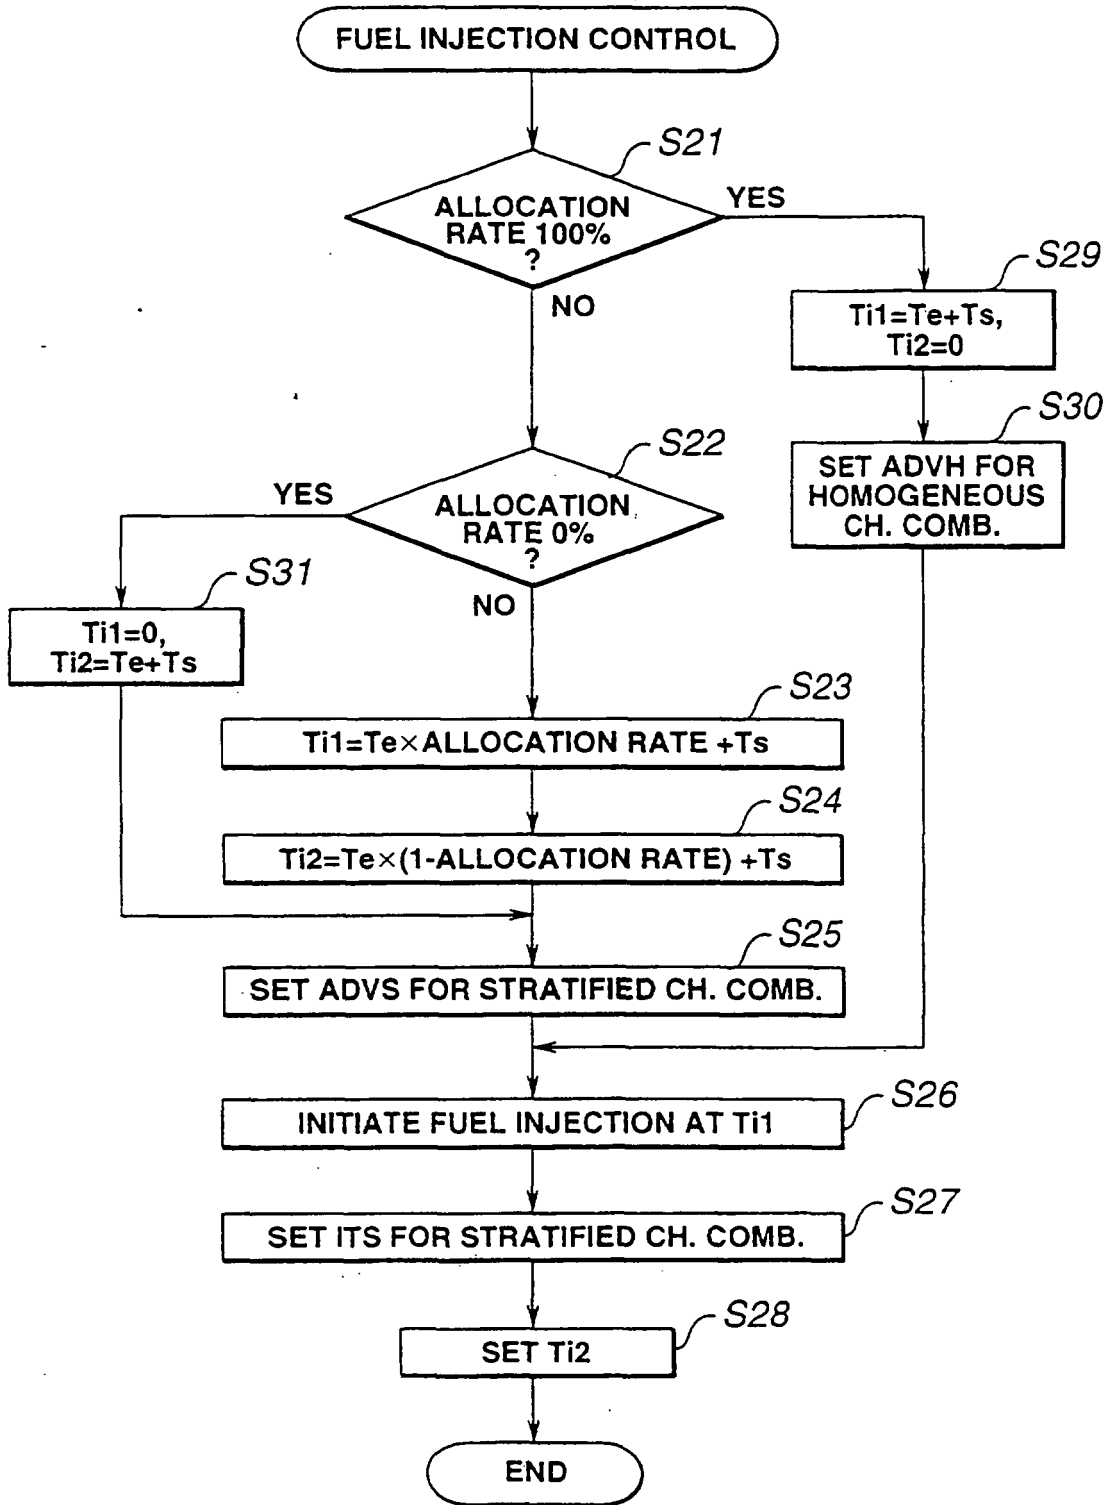 FUEL INJECTION CONTROL
S21
ALLOCATION
RATE 100%
?
YES
NO
S29
Ti1=Te+Ts,
Ti2=0
S30
SET ADVH FOR
HOMOGENEOUS
CH. COMB.
S22
ALLOCATION
RATE 0%
?
YES
NO
S31
Ti1=0,
Ti2=Te+Ts
S23
Ti1=Te×ALLOCATION RATE +Ts
S24
Ti2=Te×(1-ALLOCATION RATE) +Ts
S25
SET ADVS FOR STRATIFIED CH. COMB.
S26
INITIATE FUEL INJECTION AT Ti1
S27
SET ITS FOR STRATIFIED CH. COMB.
S28
SET Ti2
END